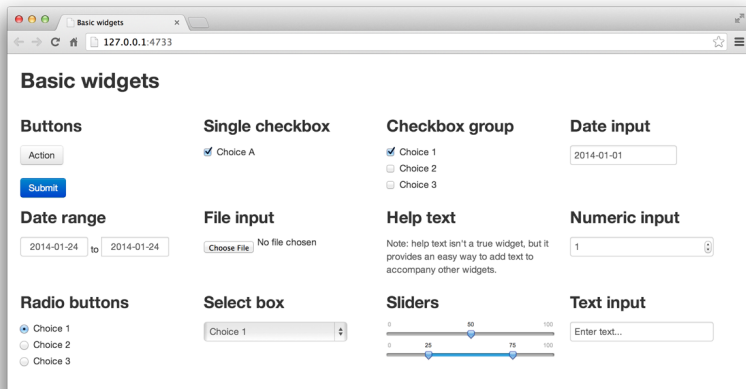 Basic widgets
127.0.0.1:4733
Basic widgets
Buttons
Action
Submit
Single checkbox
Choice A
Checkbox group
Choice 1
Choice 2
Choice 3
Date input
2014-01-01
Date range
2014-01-24 to 2014-01-24
File input
Choose File No file chosen
Help text
Note: help text isn't a true widget, but it
provides an easy way to add text to
accompany other widgets.
Numeric input
1
Radio buttons
Choice 1
Choice 2
Choice 3
Select box
Choice 1
Sliders
0 50 100
0 25 75 100
Text input
Enter text...